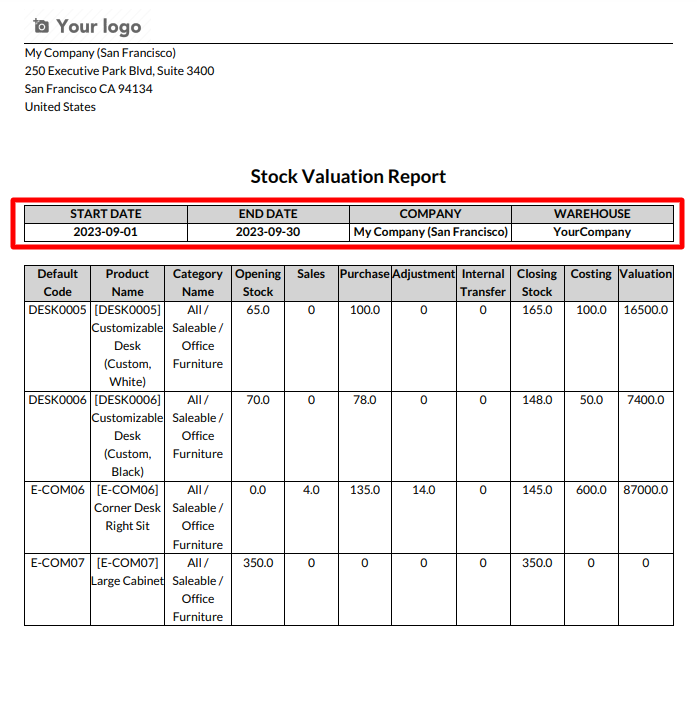 Your logo
My Company (San Francisco)
250 Executive Park Blvd, Suite 3400
San Francisco CA 94134
United States
Stock Valuation Report
START DATE END DATE COMPANY WAREHOUSE
2023-09-01 2023-09-30 My Company (San Francisco) YourCompany
Default Product Category Opening Sales Purchase Adjustment Internal Closing Costing Valuation
Code Name Name Stock Transfer Stock
DESK0005 [DESK0005] All / 65.0 0 100.0 0 0 165.0 100.0 16500.0
Customizable Saleable /
Desk Office
(Custom, Furniture
White)
DESK0006 [DESK0006] All / 70.0 0 78.0 0 0 148.0 50.0 7400.0
Customizable Saleable /
Desk Office
(Custom, Furniture
Black)
E-COM06 [E-COM06] All / 0.0 4.0 135.0 14.0 0 145.0 600.0 87000.0
Corner Desk Saleable /
Right Sit Office
Furniture
E-COM07 [E-COM07] All / 350.0 0 0 0 0 350.0 0 0
Large Cabinet Saleable /
Office
Furniture